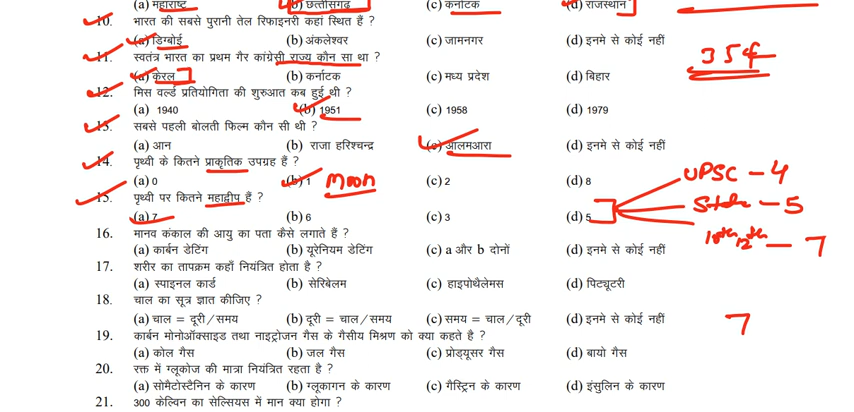 (a) महाराष्ट्र (b) छत्तीसगढ़ (c) कर्नाटक (d) राजस्थान
10. भारत की सबसे पुरानी तेल रिफाइनरी कहां स्थित हैं ?
(a) डिग्बोई (b) अंकलेश्वर (c) जामनगर (d) इनमे से कोई नहीं
11. स्वतंत्र भारत का प्रथम गैर कांग्रेसी राज्य कौन सा था ?
354
(a) केरल (b) कर्नाटक (c) मध्य प्रदेश (d) बिहार
12. मिस वर्ल्ड प्रतियोगिता की शुरुआत कब हुई थी ?
(a) 1940 (b) 1951 (c) 1958 (d) 1979
13. सबसे पहली बोलती फिल्म कौन सी थी ?
(a) आन (b) राजा हरिश्चन्द्र (c) आलमआरा (d) इनमे से कोई नहीं
14. पृथ्वी के कितने प्राकृतिक उपग्रह हैं ?
UPSC - 4
(a) 0 (b) 1 Moon (c) 2 (d) 8
15. पृथ्वी पर कितने महाद्वीप हैं ?
State - 5
(a) 7 (b) 6 (c) 3 (d) 5
10th 12th - 7
16. मानव कंकाल की आयु का पता कैसे लगाते हैं ?
(a) कार्बन डेटिंग (b) यूरेनियम डेटिंग (c) a और b दोनों (d) इनमे से कोई नहीं
17. शरीर का तापक्रम कहाँ नियंत्रित होता है ?
(a) स्पाइनल कार्ड (b) सेरिबेलम (c) हाइपोथैलेमस (d) पिट्यूटरी
18. चाल का सूत्र ज्ञात कीजिए ?
(a) चाल = दूरी/समय (b) दूरी = चाल/समय (c) समय = चाल/दूरी (d) इनमे से कोई नहीं
7
19. कार्बन मोनोऑक्साइड तथा नाइट्रोजन गैस के गैसीय मिश्रण को क्या कहते है ?
(a) कोल गैस (b) जल गैस (c) प्रोड्यूसर गैस (d) बायो गैस
20. रक्त में ग्लूकोज की मात्रा नियंत्रित रहता है ?
(a) सोमैटोस्टैनिन के कारण (b) ग्लूकागन के कारण (c) गैस्ट्रिन के कारण (d) इंसुलिन के कारण
21. 300 केल्विन का सेल्सियस में मान क्या होगा ?